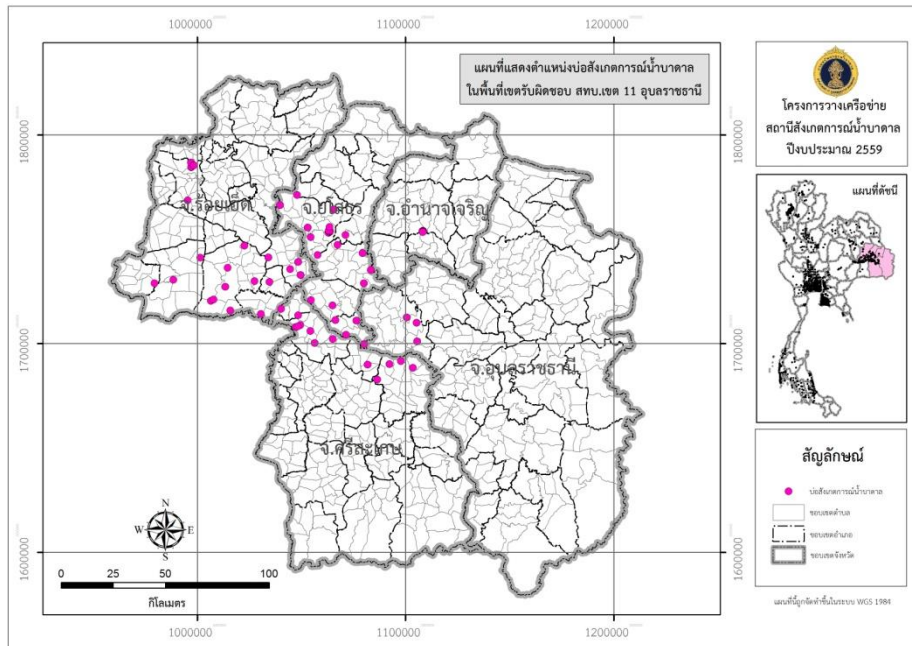 1000000 1100000 1200000
แผนที่แสดงตำแหน่งบ่อสังเกตการณ์น้ำบาดาล
ในพื้นที่เขตรับผิดชอบ สทบ.เขต 11 อุบลราชธานี
1800000
1700000
1600000
จ.ร้อยเอ็ด
จ.ยโสธร
จ.อำนาจเจริญ
จ.อุบลราชธานี
จ.ศรีสะเกษ
N
W E
S
0 25 50 100
กิโลเมตร
1800000
1700000
1600000
1000000 1100000 1200000
โครงการวางเครือข่าย
สถานีสังเกตการณ์น้ำบาดาล
ปีงบประมาณ 2559
แผนที่ดัชนี
สัญลักษณ์
บ่อสังเกตการณ์น้ำบาดาล
ขอบเขตตำบล
ขอบเขตอำเภอ
ขอบเขตจังหวัด
แผนที่นี้ถูกจัดทำขึ้นในระบบ WGS 1984